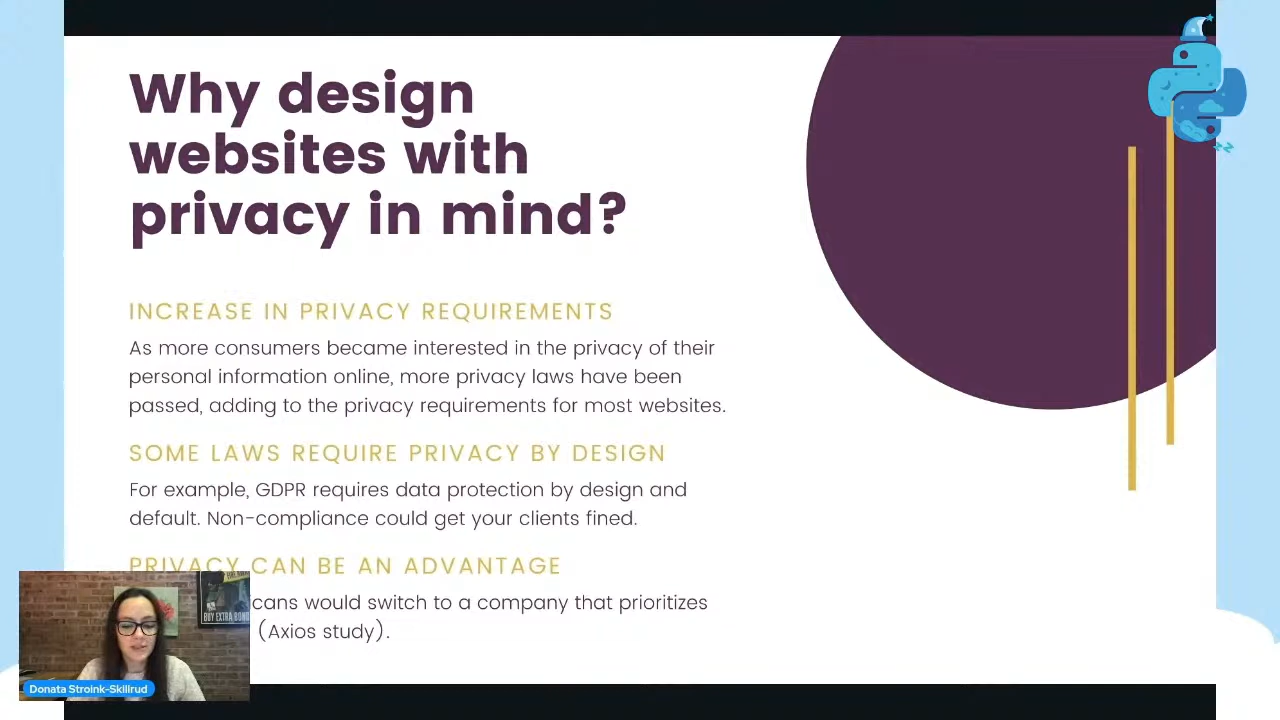 Why design
websites with
privacy in mind?
INCREASE IN PRIVACY REQUIREMENTS
As more consumers became interested in the privacy of their
personal information online, more privacy laws have been
passed, adding to the privacy requirements for most websites.
SOME LAWS REQUIRE PRIVACY BY DESIGN
For example, GDPR requires data protection by design and
default. Non-compliance could get your clients fined.
PRIVACY CAN BE AN ADVANTAGE
cans would switch to a company that prioritizes
(Axios study).
BUY EXTRA BONDS
Donata Stroink-Skillrud
zz